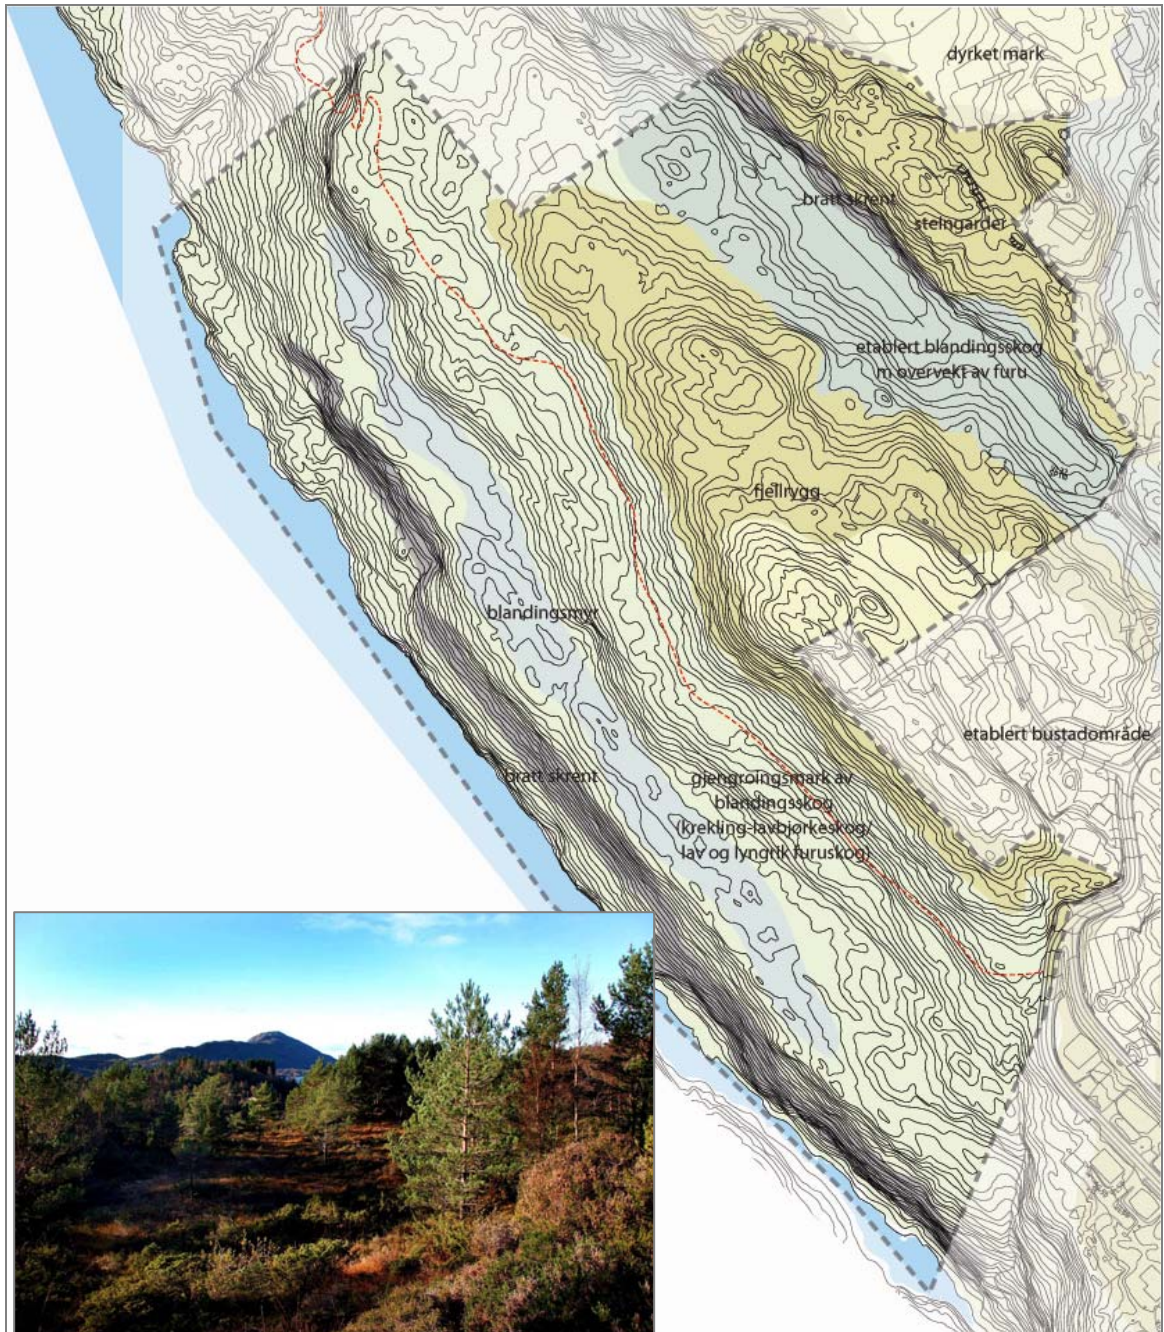 dyrket mark
bratt skrent
steingarder
etablert blandingsskog
m overvekt av furu
fjellrygg
blandingsmyr
etablert bustadområde
bratt skrent
gjengroingsmark av
blandingsskog
(krekling-lavbjørkeskog/
lav og lyngrik furuskog)